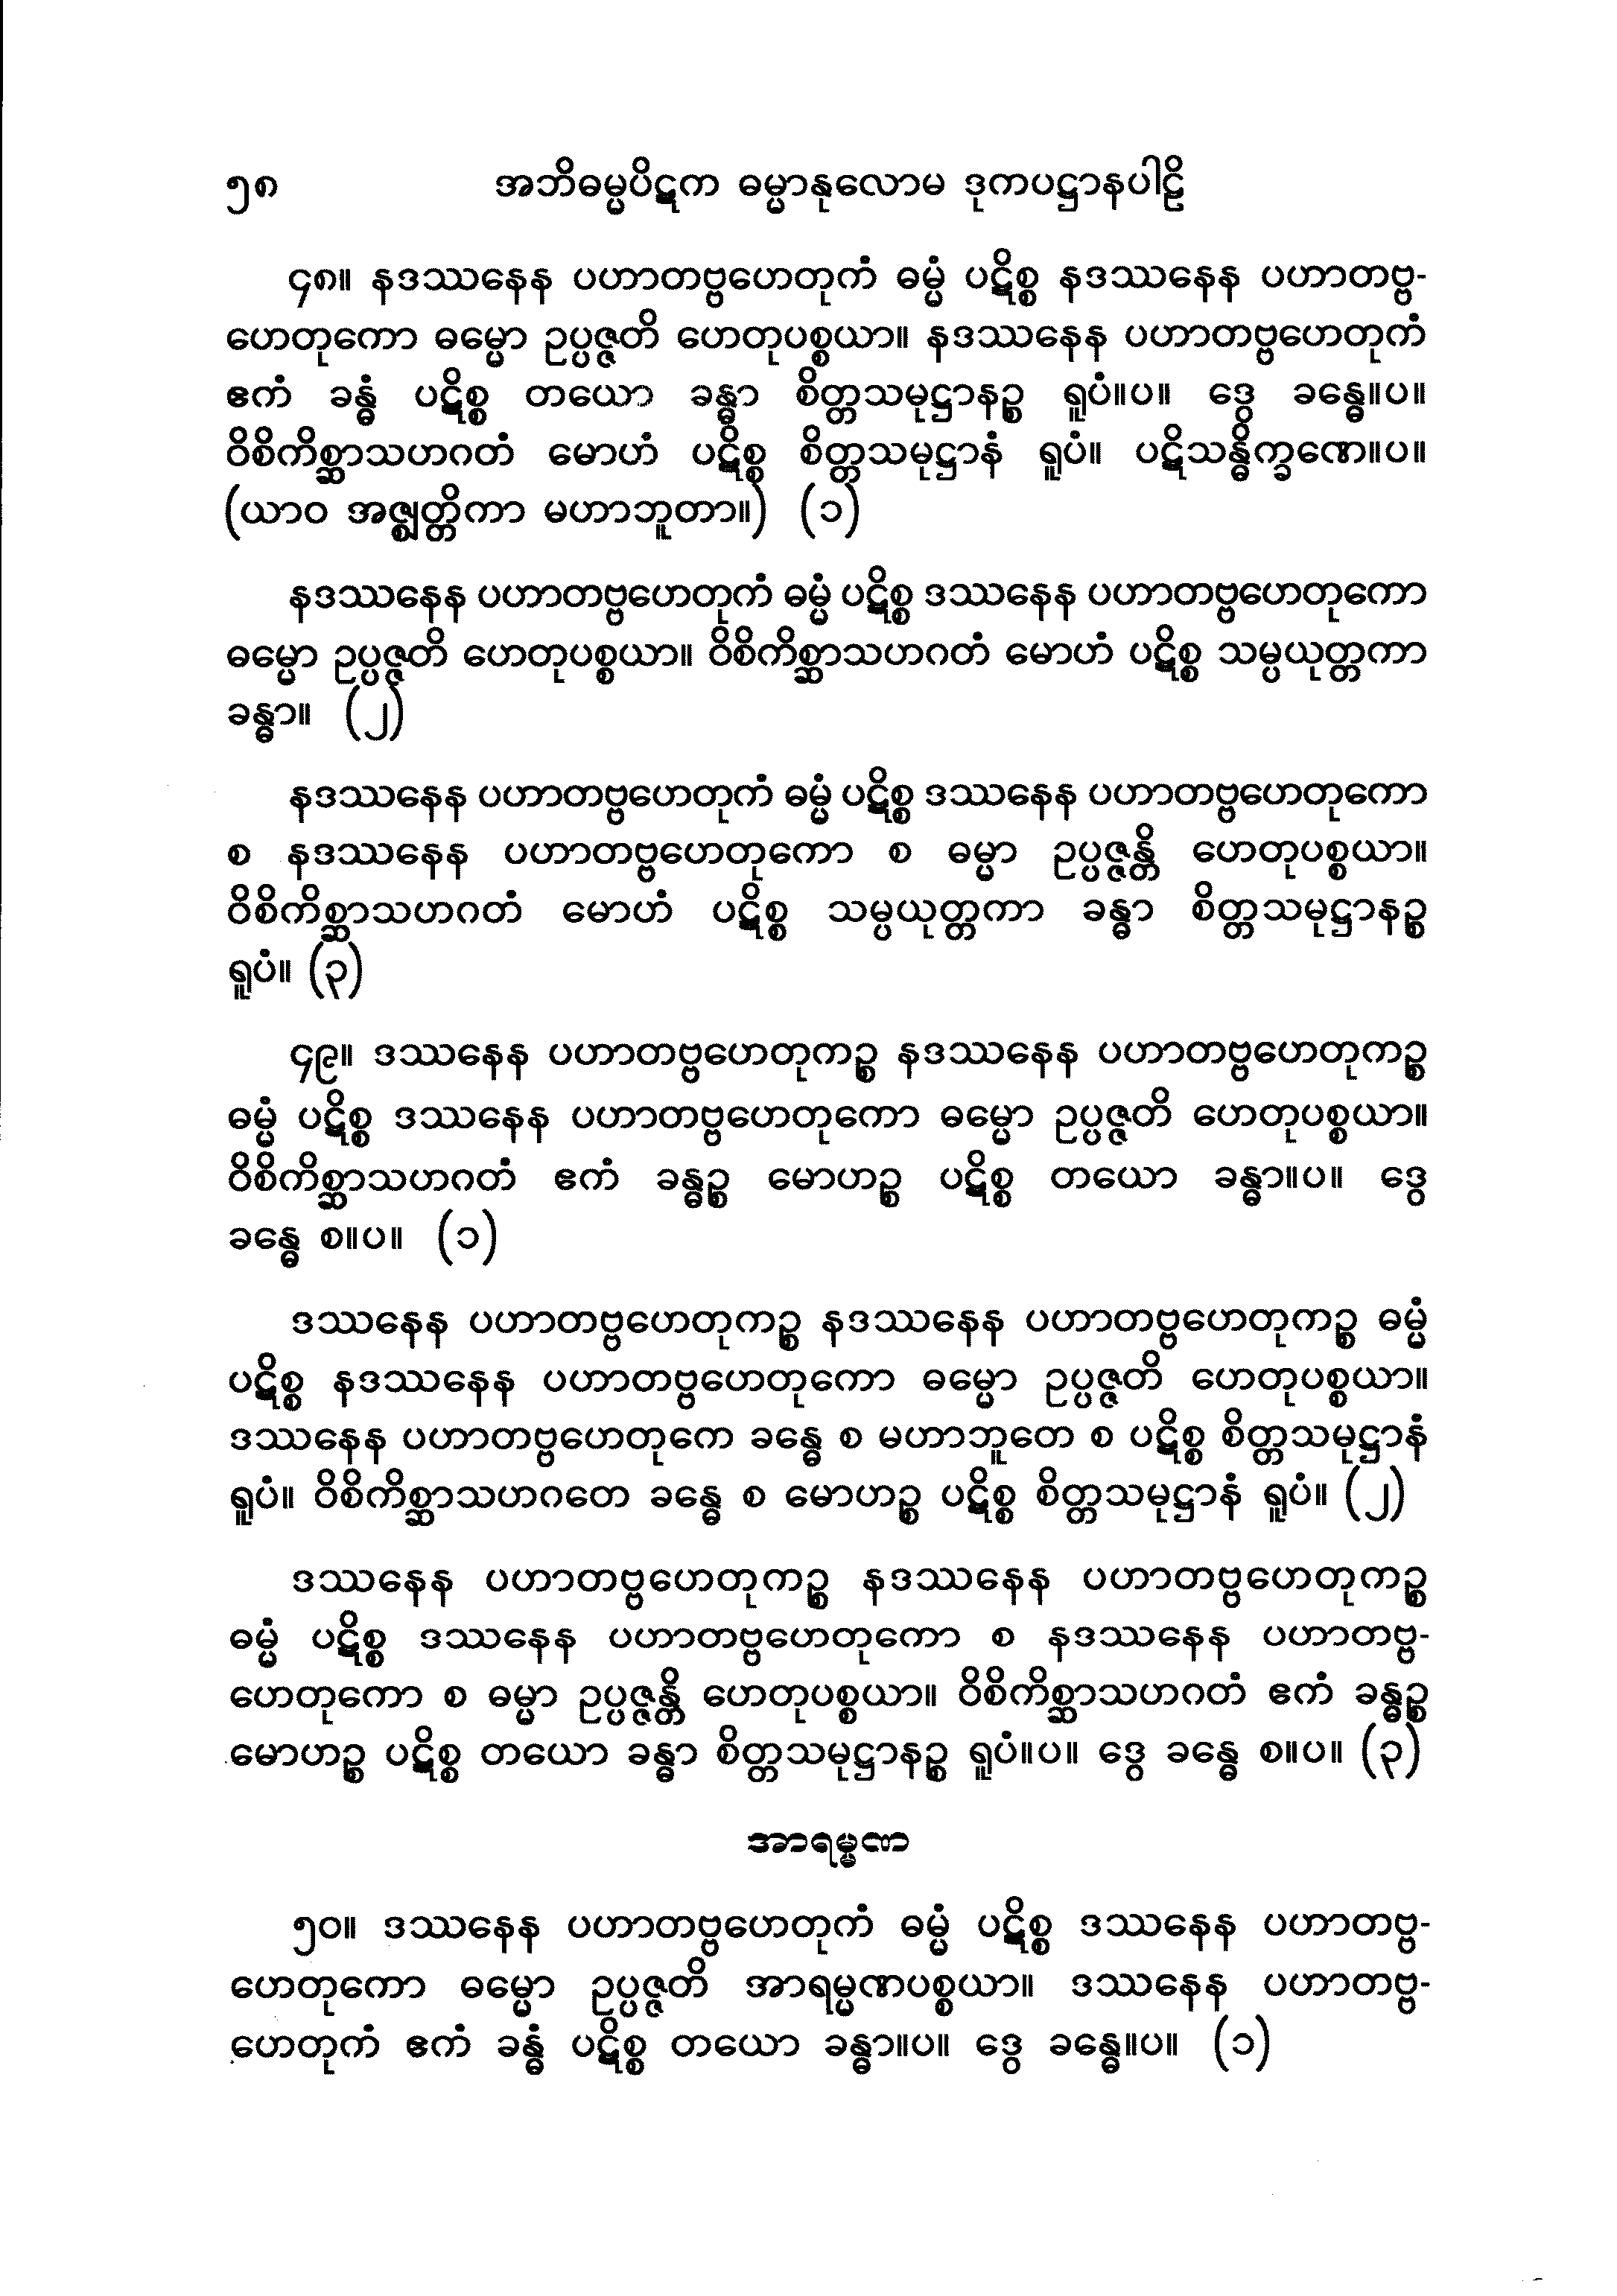 ၅၈ အဘိဓမ္မပိဋက ဓမ္မာနုလောမ ဒုကပဋ္ဌာနပါဠိ
၄၈။ နဒဿနေန ပဟာတဗ္ဗဟေတုကံ ဓမ္မံ ပဋိစ္စ နဒဿနေန ပဟာတဗ္ဗ-
ဟေတုကော ဓမ္မော ဥပ္ပဇ္ဇတိ ဟေတုပစ္စယာ။ နဒဿနေန ပဟာတဗ္ဗဟေတုကံ
ဧကံ ခန္ဓံ ပဋိစ္စ တယော ခန္ဓာ စိတ္တသမုဋ္ဌာနဉ္စ ရူပံ။ပ။ ဒွေ ခန္ဓေ။ပ။
ဝိစိကိစ္ဆာသဟဂတံ မောဟံ ပဋိစ္စ စိတ္တသမုဋ္ဌာနံ ရူပံ။ ပဋိသန္ဓိက္ခဏေ။ပ။
(ယာဝ အဇ္ဈတ္တိကာ မဟာဘူတာ။) (၁)
နဒဿနေန ပဟာတဗ္ဗဟေတုကံ ဓမ္မံ ပဋိစ္စ ဒဿနေန ပဟာတဗ္ဗဟေတုကော
ဓမ္မော ဥပ္ပဇ္ဇတိ ဟေတုပစ္စယာ။ ဝိစိကိစ္ဆာသဟဂတံ မောဟံ ပဋိစ္စ သမ္ပယုတ္တကာ
ခန္ဓာ။ (၂)
နဒဿနေန ပဟာတဗ္ဗဟေတုကံ ဓမ္မံ ပဋိစ္စ ဒဿနေန ပဟာတဗ္ဗဟေတုကော
စ နဒဿနေန ပဟာတဗ္ဗဟေတုကော စ ဓမ္မာ ဥပ္ပဇ္ဇန္တိ ဟေတုပစ္စယာ။
ဝိစိကိစ္ဆာသဟဂတံ မောဟံ ပဋိစ္စ သမ္ပယုတ္တကာ ခန္ဓာ စိတ္တသမုဋ္ဌာနဉ္စ
ရူပံ။ (၃)
၄၉။ ဒဿနေန ပဟာတဗ္ဗဟေတုကဉ္စ နဒဿနေန ပဟာတဗ္ဗဟေတုကဉ္စ
ဓမ္မံ ပဋိစ္စ ဒဿနေန ပဟာတဗ္ဗဟေတုကော ဓမ္မော ဥပ္ပဇ္ဇတိ ဟေတုပစ္စယာ။
ဝိစိကိစ္ဆာသဟဂတံ ဧကံ ခန္ဓဉ္စ မောဟဉ္စ ပဋိစ္စ တယော ခန္ဓာ။ပ။ ဒွေ
ခန္ဓေ စ။ပ။ (၁)
ဒဿနေန ပဟာတဗ္ဗဟေတုကဉ္စ နဒဿနေန ပဟာတဗ္ဗဟေတုကဉ္စ ဓမ္မံ
ပဋိစ္စ နဒဿနေန ပဟာတဗ္ဗဟေတုကော ဓမ္မော ဥပ္ပဇ္ဇတိ ဟေတုပစ္စယာ။
ဒဿနေန ပဟာတဗ္ဗဟေတုကေ ခန္ဓေ စ မဟာဘူတေ စ ပဋိစ္စ စိတ္တသမုဋ္ဌာနံ
ရူပံ။ ဝိစိကိစ္ဆာသဟဂတေ ခန္ဓေ စ မောဟဉ္စ ပဋိစ္စ စိတ္တသမုဋ္ဌာနံ ရူပံ။ (၂)
ဒဿနေန ပဟာတဗ္ဗဟေတုကဉ္စ နဒဿနေန ပဟာတဗ္ဗဟေတုကဉ္စ
ဓမ္မံ ပဋိစ္စ ဒဿနေန ပဟာတဗ္ဗဟေတုကော စ နဒဿနေန ပဟာတဗ္ဗ-
ဟေတုကော စ ဓမ္မာ ဥပ္ပဇ္ဇန္တိ ဟေတုပစ္စယာ။ ဝိစိကိစ္ဆာသဟဂတံ ဧကံ ခန္ဓဉ္စ
မောဟဉ္စ ပဋိစ္စ တယော ခန္ဓာ စိတ္တသမုဋ္ဌာနဉ္စ ရူပံ။ပ။ ဒွေ ခန္ဓေ စ။ပ။ (၃)
အာရမ္မဏ
၅၀။ ဒဿနေန ပဟာတဗ္ဗဟေတုကံ ဓမ္မံ ပဋိစ္စ ဒဿနေန ပဟာတဗ္ဗ-
ဟေတုကော ဓမ္မော ဥပ္ပဇ္ဇတိ အာရမ္မဏပစ္စယာ။ ဒဿနေန ပဟာတဗ္ဗ-
ဟေတုကံ ဧကံ ခန္ဓံ ပဋိစ္စ တယော ခန္ဓာ။ပ။ ဒွေ ခန္ဓေ။ပ။ (၁)